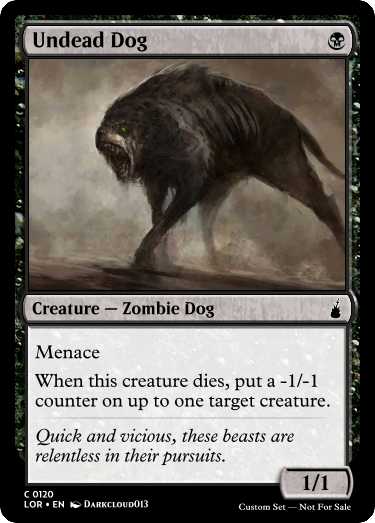 Undead Dog
Creature — Zombie Dog
Menace
When this creature dies, put a -1/-1
counter on up to one target creature.
Quick and vicious, these beasts are
relentless in their pursuits.
1/1
C 0120
LOR • EN Darkcloud013
Custom Set — Not For Sale